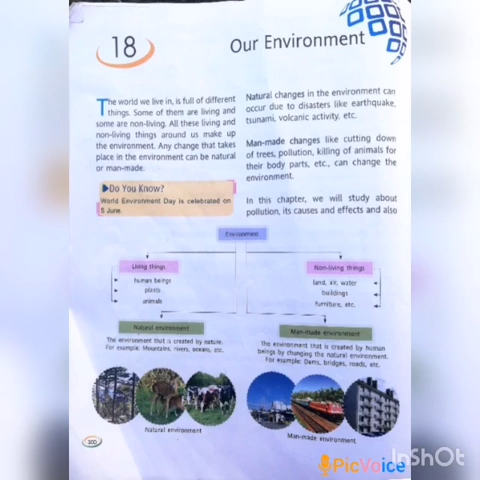 18
Our Environment
The world we live in, is full of different
things. Some of them are living and
some are non-living. All these living and
non-living things around us make up
the environment. Any change that takes
place in the environment can be natural
or man-made.
Do You Know?
World Environment Day is celebrated on
5 June.
Natural changes in the environment can
occur due to disasters like earthquake,
tsunami, volcanic activity, etc.
Man-made changes like cutting down
of trees, pollution, killing of animals for
their body parts, etc., can change the
environment.
In this chapter, we will study about
pollution, its causes and effects and also
Environment
Living things
human beings
plants
animals
Non-living things
land, air, water
buildings
furniture, etc.
Natural environment
The environment that is created by nature.
For example: Mountains, rivers, oceans, etc.
Man-made environment
The environment that is created by human
beings by changing the natural environment.
For example: Dams, bridges, roads, etc.
Natural environment
Man-made environment
PicVoice
InShOt